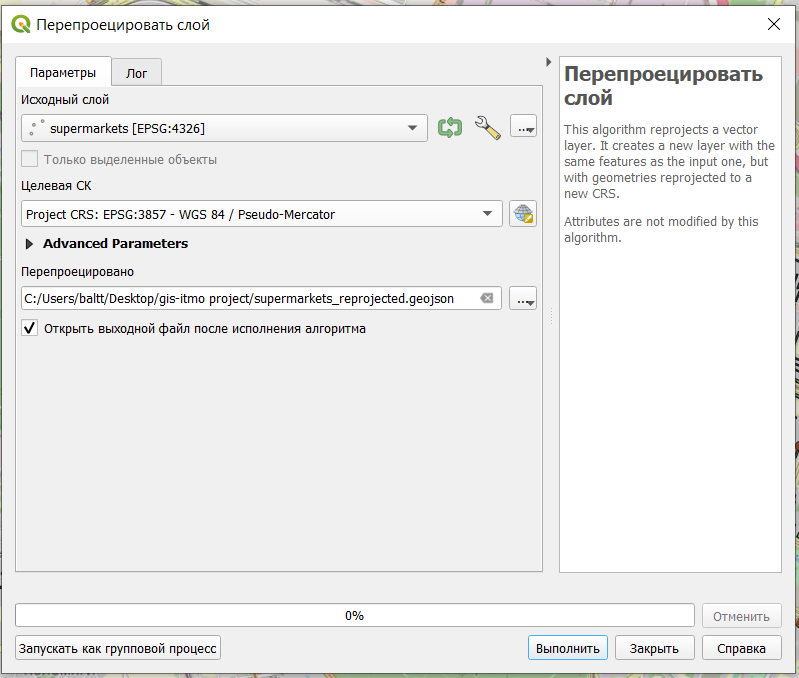 Перепроецировать слой
Параметры
Лог
Исходный слой
supermarkets [EPSG:4326]
...
Только выделенные объекты
Целевая СК
Project CRS: EPSG:3857 - WGS 84 / Pseudo-Mercator
Advanced Parameters
Перепроецировано
C:/Users/baltt/Desktop/gis-itmo project/supermarkets_reprojected.geojson
...
Открыть выходной файл после исполнения алгоритма
Перепроецировать
слой
This algorithm reprojects a vector
layer. It creates a new layer with the
same features as the input one, but
with geometries reprojected to a
new CRS.
Attributes are not modified by this
algorithm.
0%
Отменить
Запускать как групповой процесс
Выполнить
Закрыть
Справка